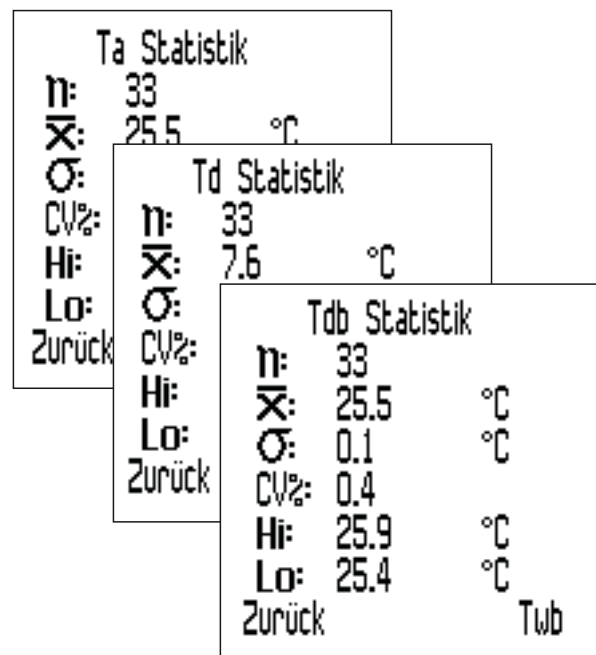 Ta Statistik
n: 33
x̅: 25.5 °C
σ:
CV%:
Hi:
Lo:
Zurück
Td Statistik
n: 33
x̅: 7.6 °C
σ:
CV%:
Hi:
Lo:
Zurück
Tdb Statistik
n: 33
x̅: 25.5 °C
σ: 0.1 °C
CV%: 0.4
Hi: 25.9 °C
Lo: 25.4 °C
Zurück Twb